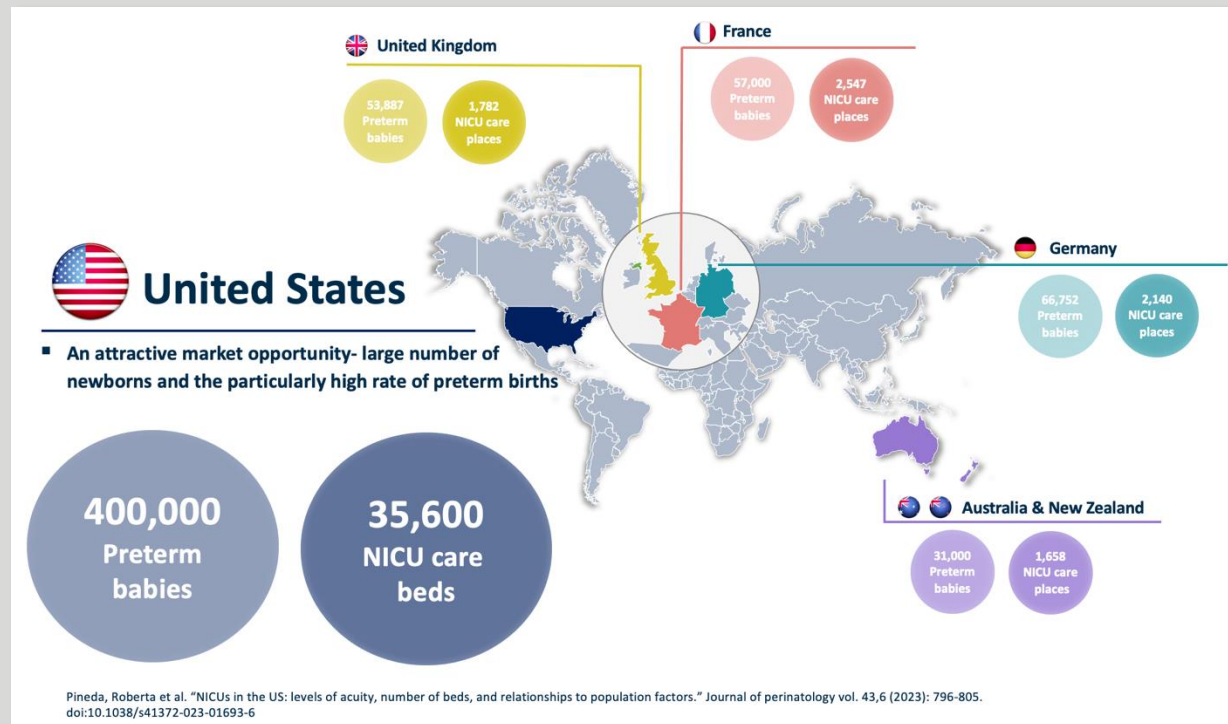 United Kingdom
53,887
Preterm
babies
1,782
NICU care
places
France
57,000
Preterm
babies
2,547
NICU care
places
Germany
66,752
Preterm
babies
2,140
NICU care
places
United States
▪ An attractive market opportunity- large number of
newborns and the particularly high rate of preterm births
400,000
Preterm
babies
35,600
NICU care
beds
Australia & New Zealand
31,000
Preterm
babies
1,658
NICU care
places
Pineda, Roberta et al. “NICUs in the US: levels of acuity, number of beds, and relationships to population factors.” Journal of perinatology vol. 43,6 (2023): 796-805.
doi:10.1038/s41372-023-01693-6